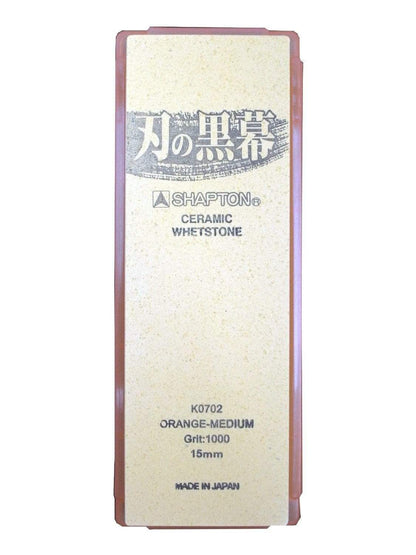 刃の黒幕
SHAPTON®
CERAMIC
WHETSTONE
K0702
ORANGE-MEDIUM
Grit:1000
15mm
MADE IN JAPAN